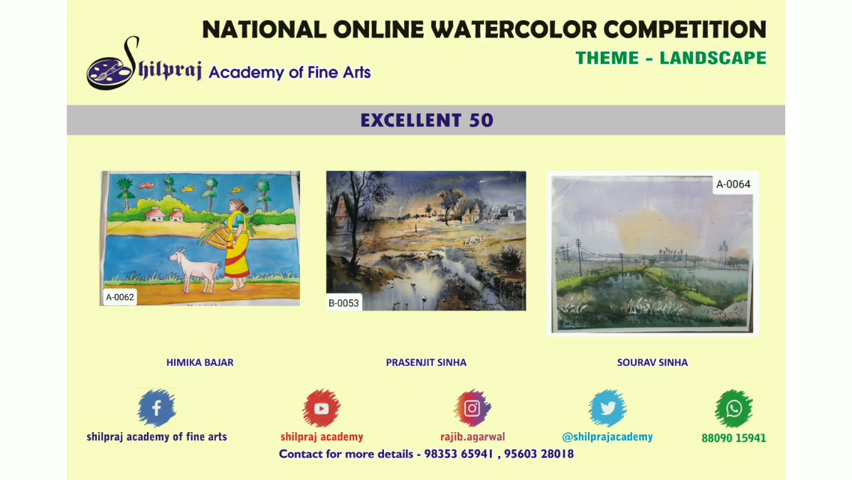 NATIONAL ONLINE WATERCOLOR COMPETITION
THEME - LANDSCAPE
Shilpraj Academy of Fine Arts
EXCELLENT 50
A-0062
B-0053
A-0064
HIMIKA BAJAR
PRASENJIT SINHA
SOURAV SINHA
shilpraj academy of fine arts
shilpraj academy
rajib.agarwal
@shilprajacademy
88090 15941
Contact for more details - 98353 65941 , 95603 28018